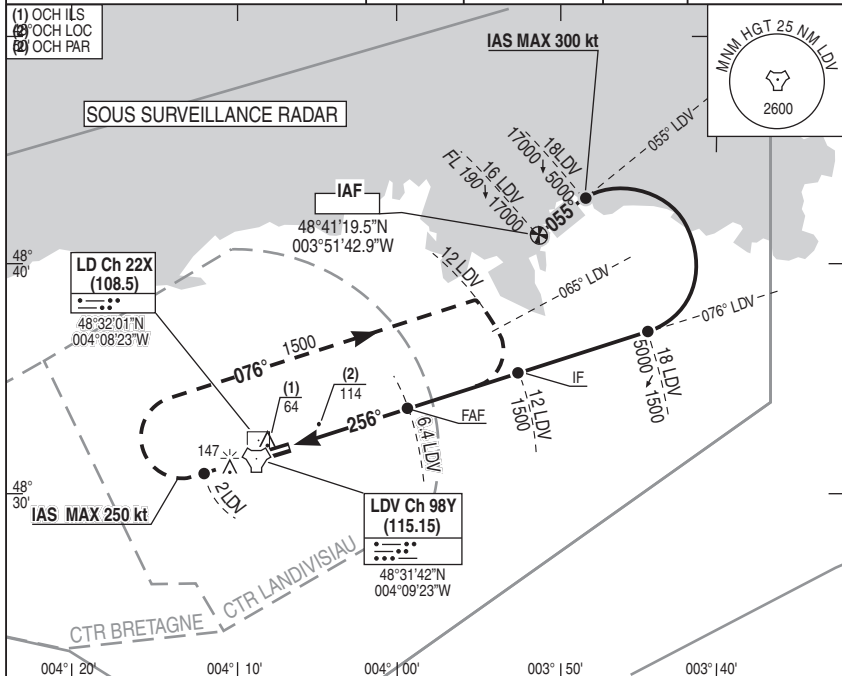 (1) OCH ILS
(2) OCH LOC
(2) OCH PAR
SOUS SURVEILLANCE RADAR
IAS MAX 300 kt
MNM HGT 25 NM LDV
2600
055° LDV
18LDV
17000 → 5000
16 LDV
FL 190 → 17000
055°
IAF
48°41'19.5"N
003°51'42.9"W
48°
40'
LD Ch 22X
(108.5)
48°32'01"N
004°08'23"W
12 LDV
065° LDV
076° LDV
076° 1500
18 LDV
5000 → 1500
IF
12 LDV
1500
(1)
64
(2)
114
256°
FAF
6.4 LDV
147
2 LDV
48°
30'
IAS MAX 250 kt
LDV Ch 98Y
(115.15)
48°31'42"N
004°09'23"W
CTR BRETAGNE
CTR LANDIVISIAU
004° 20'
004° 10'
004° 00'
003° 50'
003° 40'